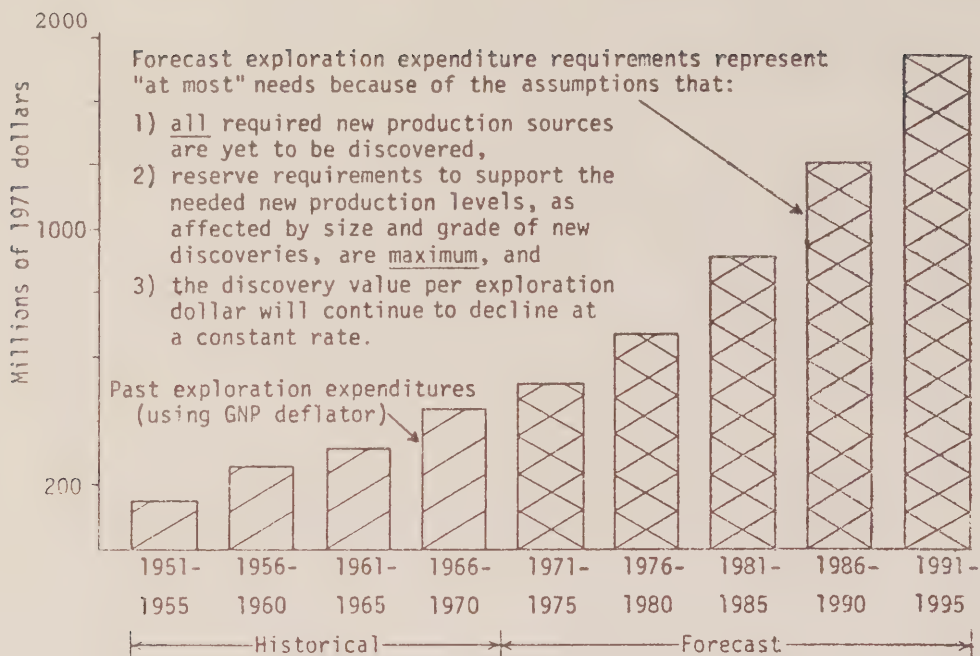 2000
Forecast exploration expenditure requirements represent
"at most" needs because of the assumptions that:
1) all required new production sources
are yet to be discovered,
2) reserve requirements to support the
needed new production levels, as
affected by size and grade of new
discoveries, are maximum, and
3) the discovery value per exploration
dollar will continue to decline at
a constant rate.
Millions of 1971 dollars
1000
Past exploration expenditures
(using GNP deflator)
200
1951- 1956- 1961- 1966- 1971- 1976- 1981- 1986- 1991-
1955 1960 1965 1970 1975 1980 1985 1990 1995
Historical Forecast